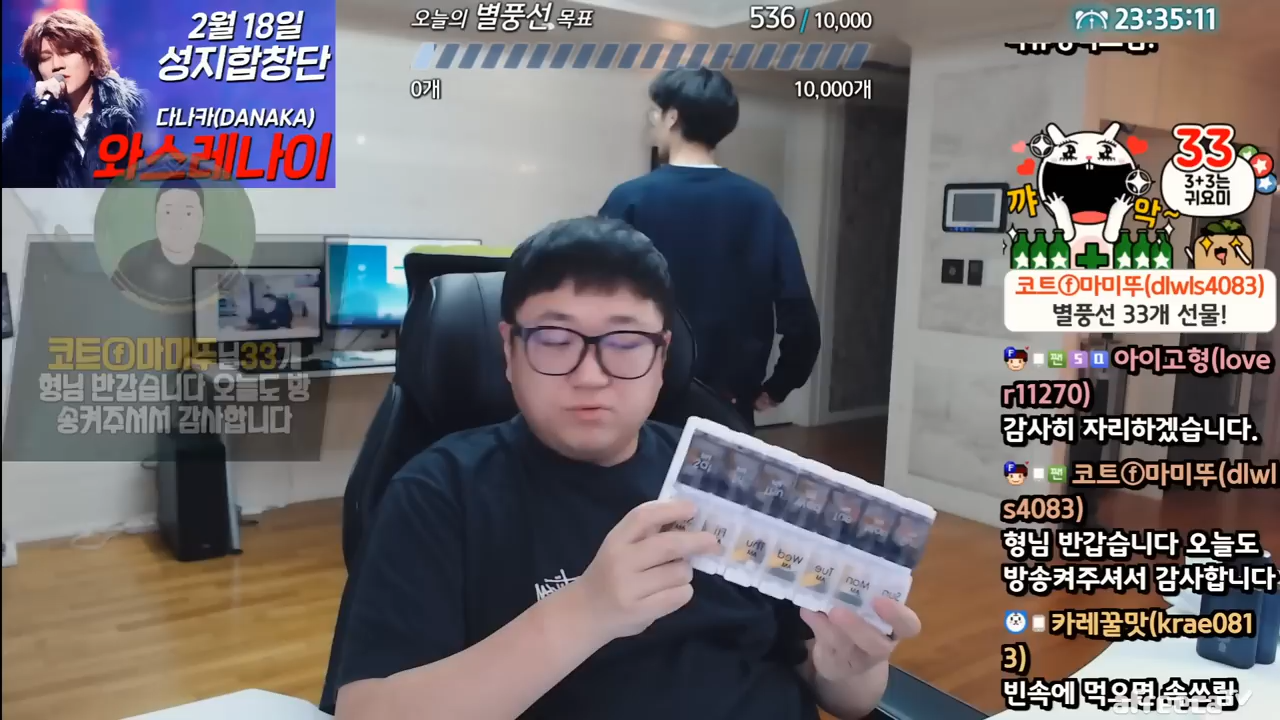 2월 18일
성지합창단
다나카(DANAKA)
와스레나이
오늘의 별풍선 목표
536 / 10,000
0개
10,000개
23:35:11
33
3+3는
귀요미
꺄
악~
코트ⓕ마미뚜(dlwls4083)
별풍선 33개 선물!
코트ⓕ마미뚜님33개
형님 반갑습니다 오늘도 방
송켜주셔서 감사합니다
아이고형(love
r11270)
감사히 자리하겠습니다.
코트ⓕ마미뚜(dlwl
s4083)
형님 반갑습니다 오늘도
방송켜주셔서 감사합니다
카레꿀맛(krae081
3)
빈속에 먹으면 속쓰림
Fri
Thu
AM
Wed
AM
Tue
AM
Mon
AM
Sun